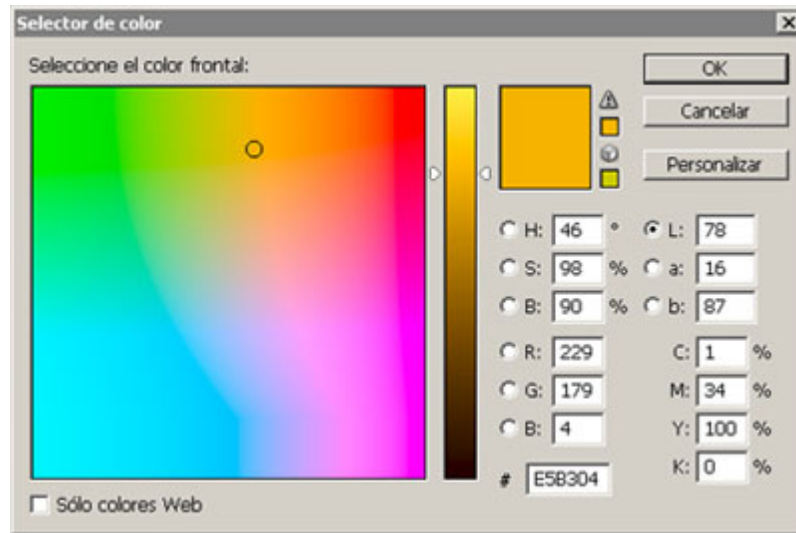 Selector de color
Seleccione el color frontal:
OK
Cancelar
Personalizar
H: 46 °
L: 78
S: 98 %
a: 16
B: 90 %
b: 87
R: 229
C: 1 %
G: 179
M: 34 %
B: 4
Y: 100 %
# E5B304
K: 0 %
Sólo colores Web